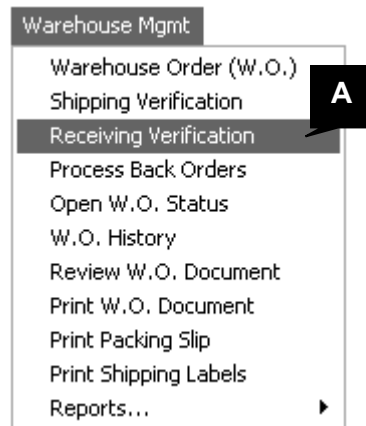 Warehouse Mgmt
Warehouse Order (W.O.)
A
Shipping Verification
Receiving Verification
Process Back Orders
Open W.O. Status
W.O. History
Review W.O. Document
Print W.O. Document
Print Packing Slip
Print Shipping Labels
Reports...